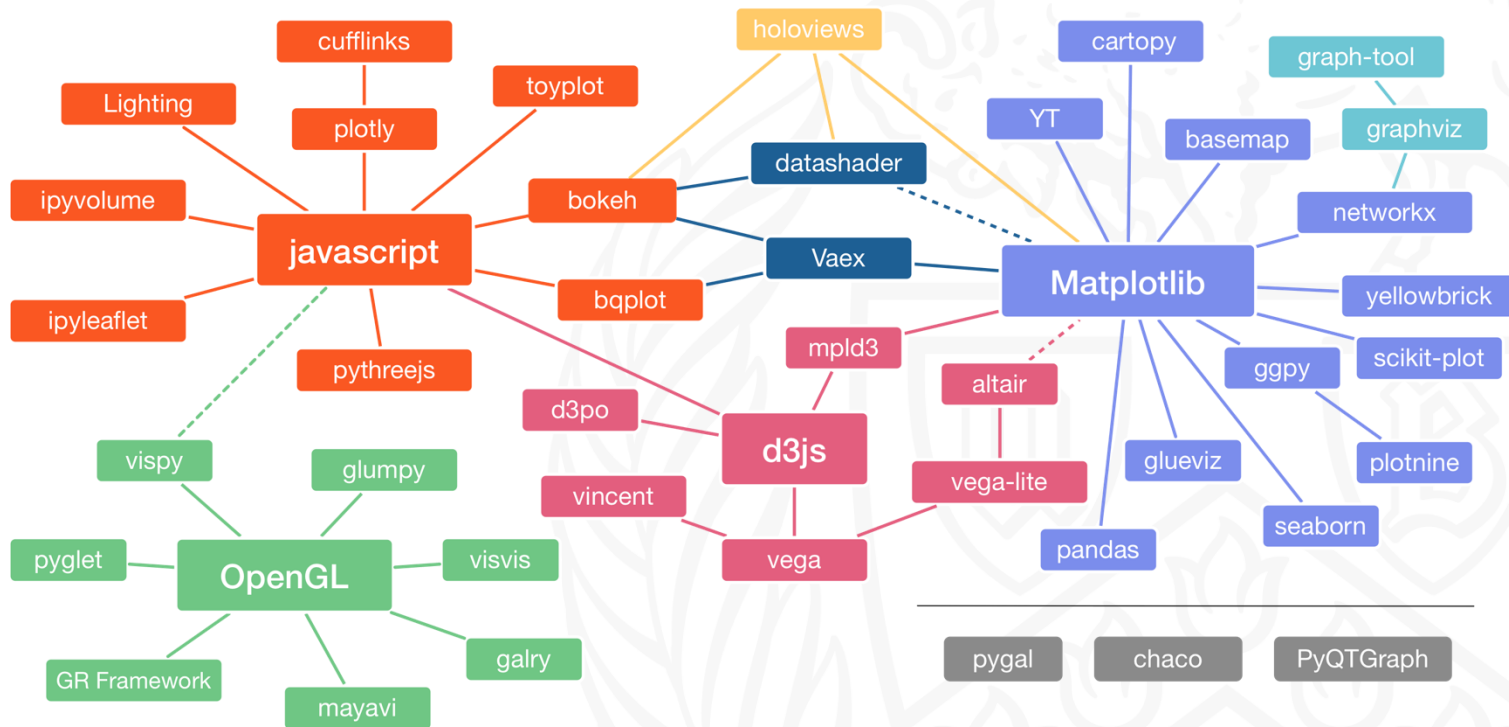 cufflinks
holoviews
cartopy
graph-tool
Lighting
toyplot
plotly
YT
basemap
graphviz
datashader
ipyvolume
bokeh
networkx
javascript
Vaex
Matplotlib
bqplot
yellowbrick
ipyleaflet
mpld3
scikit-plot
pythreejs
ggpy
altair
d3po
d3js
vispy
glumpy
glueviz
plotnine
vincent
vega-lite
seaborn
pyglet
OpenGL
visvis
vega
pandas
galry
pygal
chaco
PyQTGraph
GR Framework
mayavi